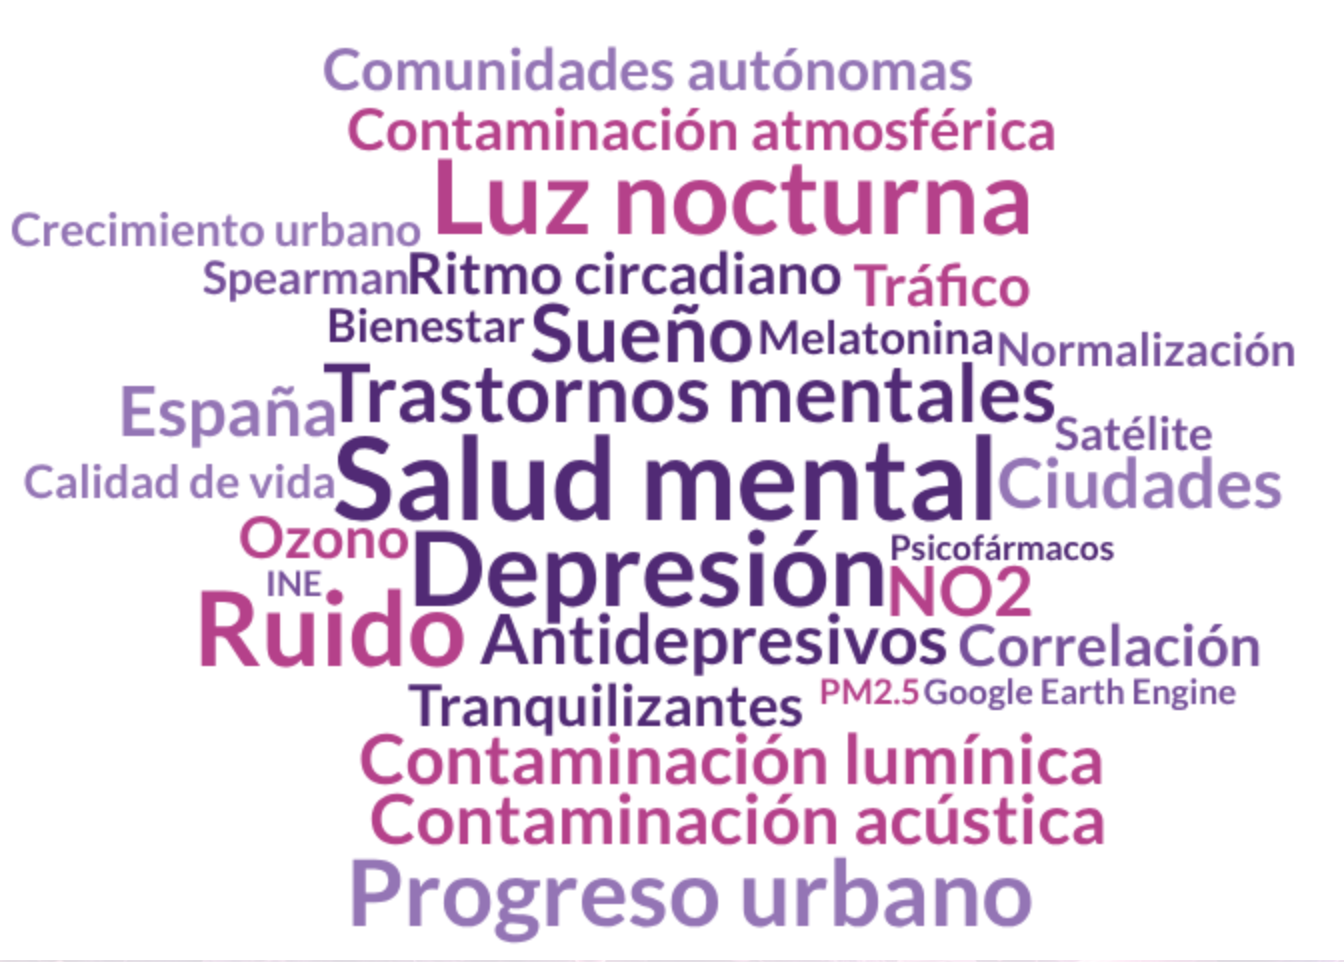 Comunidades autónomas
Contaminación atmosférica
Luz nocturna
Crecimiento urbano
Spearman Ritmo circadiano Tráfico
Bienestar Sueño Melatonina Normalización
España Trastornos mentales
Satélite
Calidad de vida Salud mental Ciudades
Ozono Depresión Psicofármacos
INE NO2
Ruido Antidepresivos Correlación
Tranquilizantes PM2.5 Google Earth Engine
Contaminación lumínica
Contaminación acústica
Progreso urbano